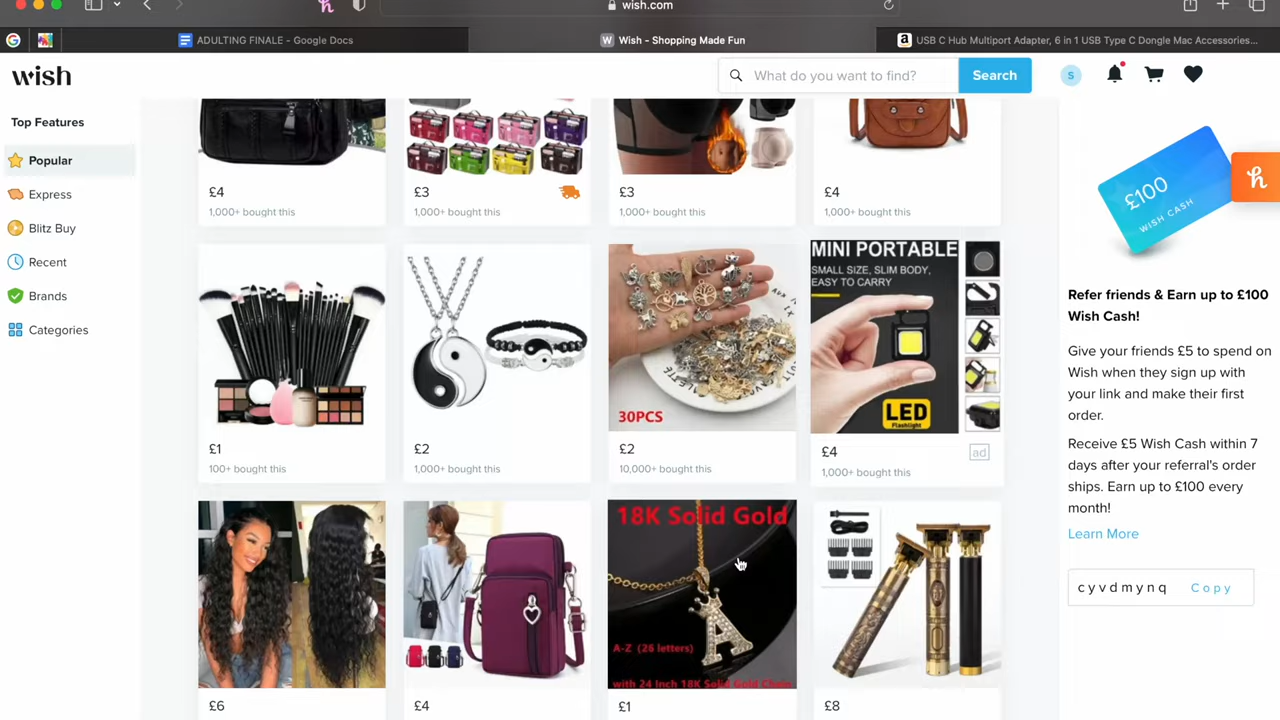 wish.com
ADULTING FINALE - Google Docs
W Wish - Shopping Made Fun
a USB C Hub Multiport Adapter, 6 in 1 USB Type C Dongle Mac Accessories...
wish
What do you want to find?
Search
S
Top Features
Popular
Express
Blitz Buy
Recent
Brands
Categories
£4
1,000+ bought this
£3
1,000+ bought this
£3
1,000+ bought this
£4
1,000+ bought this
£1
100+ bought this
£2
1,000+ bought this
30PCS
£2
10,000+ bought this
MINI PORTABLE
SMALL SIZE, SLIM BODY,
EASY TO CARRY
LED
Flashlight
£4
ad
1,000+ bought this
£6
£4
18K Solid Gold
A
A-Z (26 letters)
with 24 Inch 18K Solid Gold Chain
£1
£8
£100
WISH CASH
h
Refer friends & Earn up to £100
Wish Cash!
Give your friends £5 to spend on
Wish when they sign up with
your link and make their first
order.
Receive £5 Wish Cash within 7
days after your referral's order
ships. Earn up to £100 every
month!
Learn More
cyvdmynq
Copy